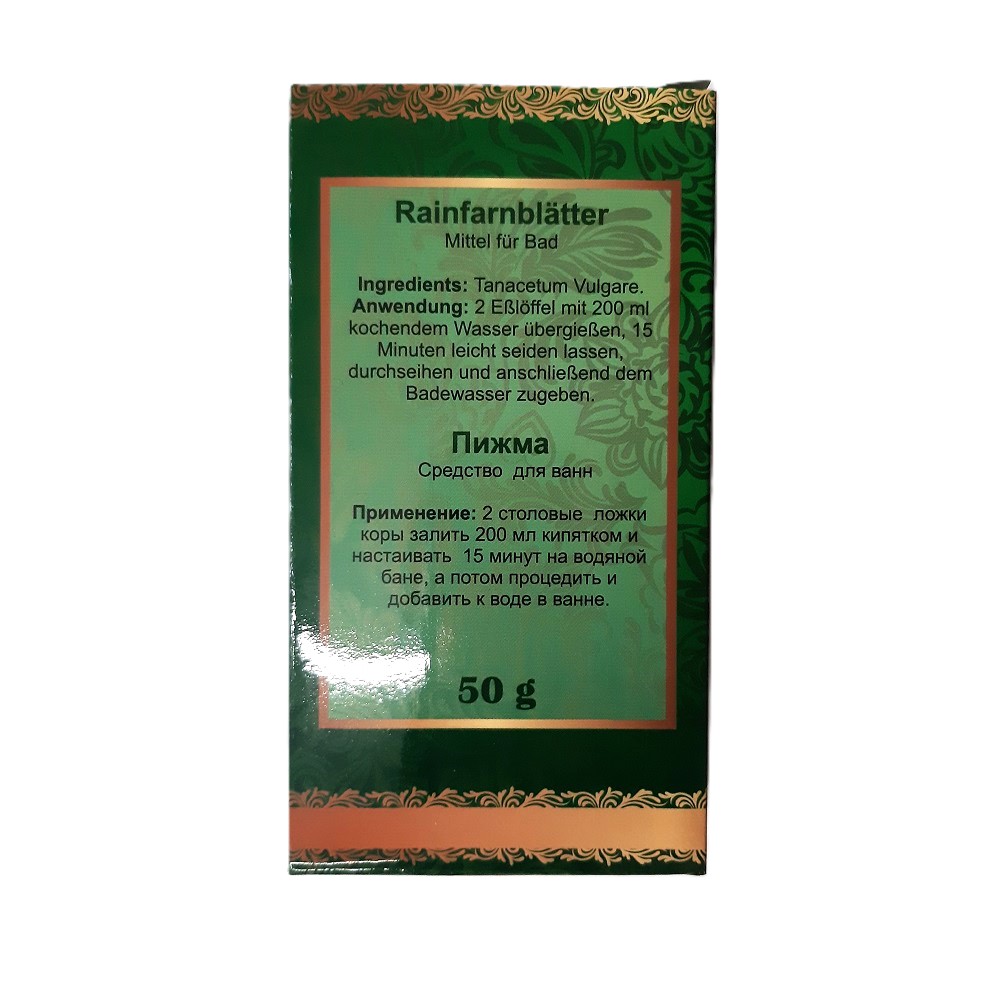 Rainfarnblätter
Mittel für Bad
Ingredients: Tanacetum Vulgare.
Anwendung: 2 Eßlöffel mit 200 ml
kochendem Wasser übergießen, 15
Minuten leicht seiden lassen,
durchseihen und anschließend dem
Badewasser zugeben.
Пижма
Средство для ванн
Применение: 2 столовые ложки
коры залить 200 мл кипятком и
настаивать 15 минут на водяной
бане, а потом процедить и
добавить к воде в ванне.
50 g